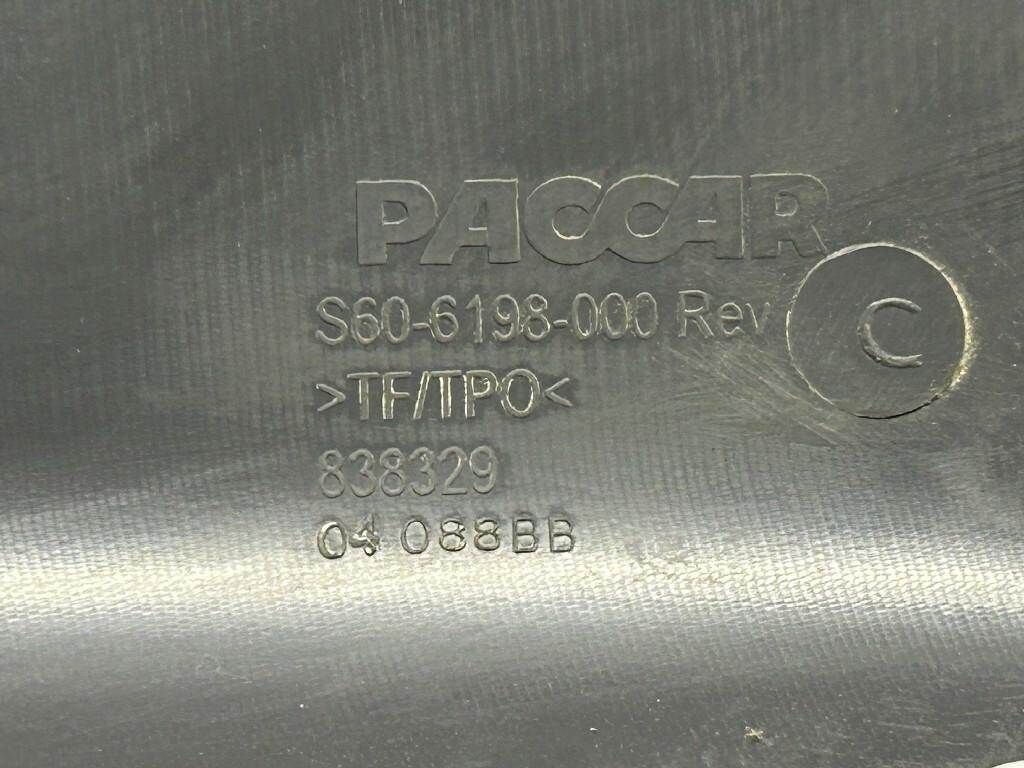 PACCAR
S60-6198-000 Rev C
>TF/TPO<
838329
04 088BB